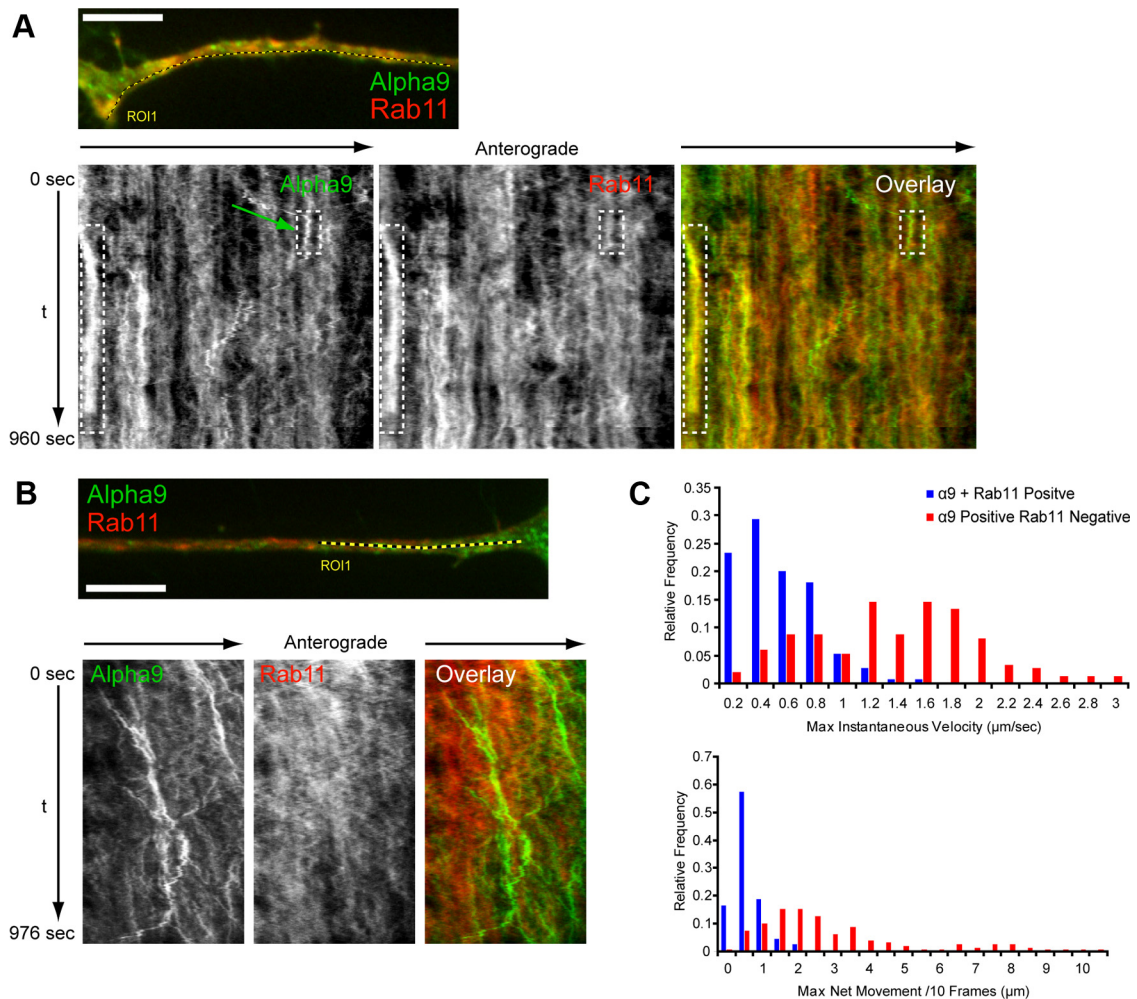 A
Alpha9
Rab11
ROI1
Anterograde
0 sec
t
960 sec
Alpha9
Rab11
Overlay
B
Alpha9
Rab11
ROI1
Anterograde
0 sec
t
976 sec
Alpha9
Rab11
Overlay
C
α9 + Rab11 Positve
α9 Positive Rab11 Negative
Relative Frequency
0.35
0.3
0.25
0.2
0.15
0.1
0.05
0
0.2 0.4 0.6 0.8 1 1.2 1.4 1.6 1.8 2 2.2 2.4 2.6 2.8 3
Max Instantaneous Velocity (µm/sec)
Relative Frequency
0.7
0.6
0.5
0.4
0.3
0.2
0.1
0
0 1 2 3 4 5 6 7 8 9 10
Max Net Movement /10 Frames (µm)